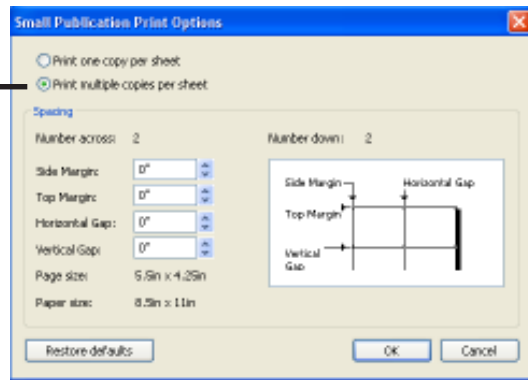 Small Publication Print Options
Print one copy per sheet
Print multiple copies per sheet
Spacing
Number across: 2
Number down: 2
Side Margin: 0"
Top Margin: 0"
Horizontal Gap: 0"
Vertical Gap: 0"
Page size: 5.5in x 4.25in
Paper size: 8.5in x 11in
Side Margin
Horizontal Gap
Top Margin
Vertical
Gap
Restore defaults
OK
Cancel